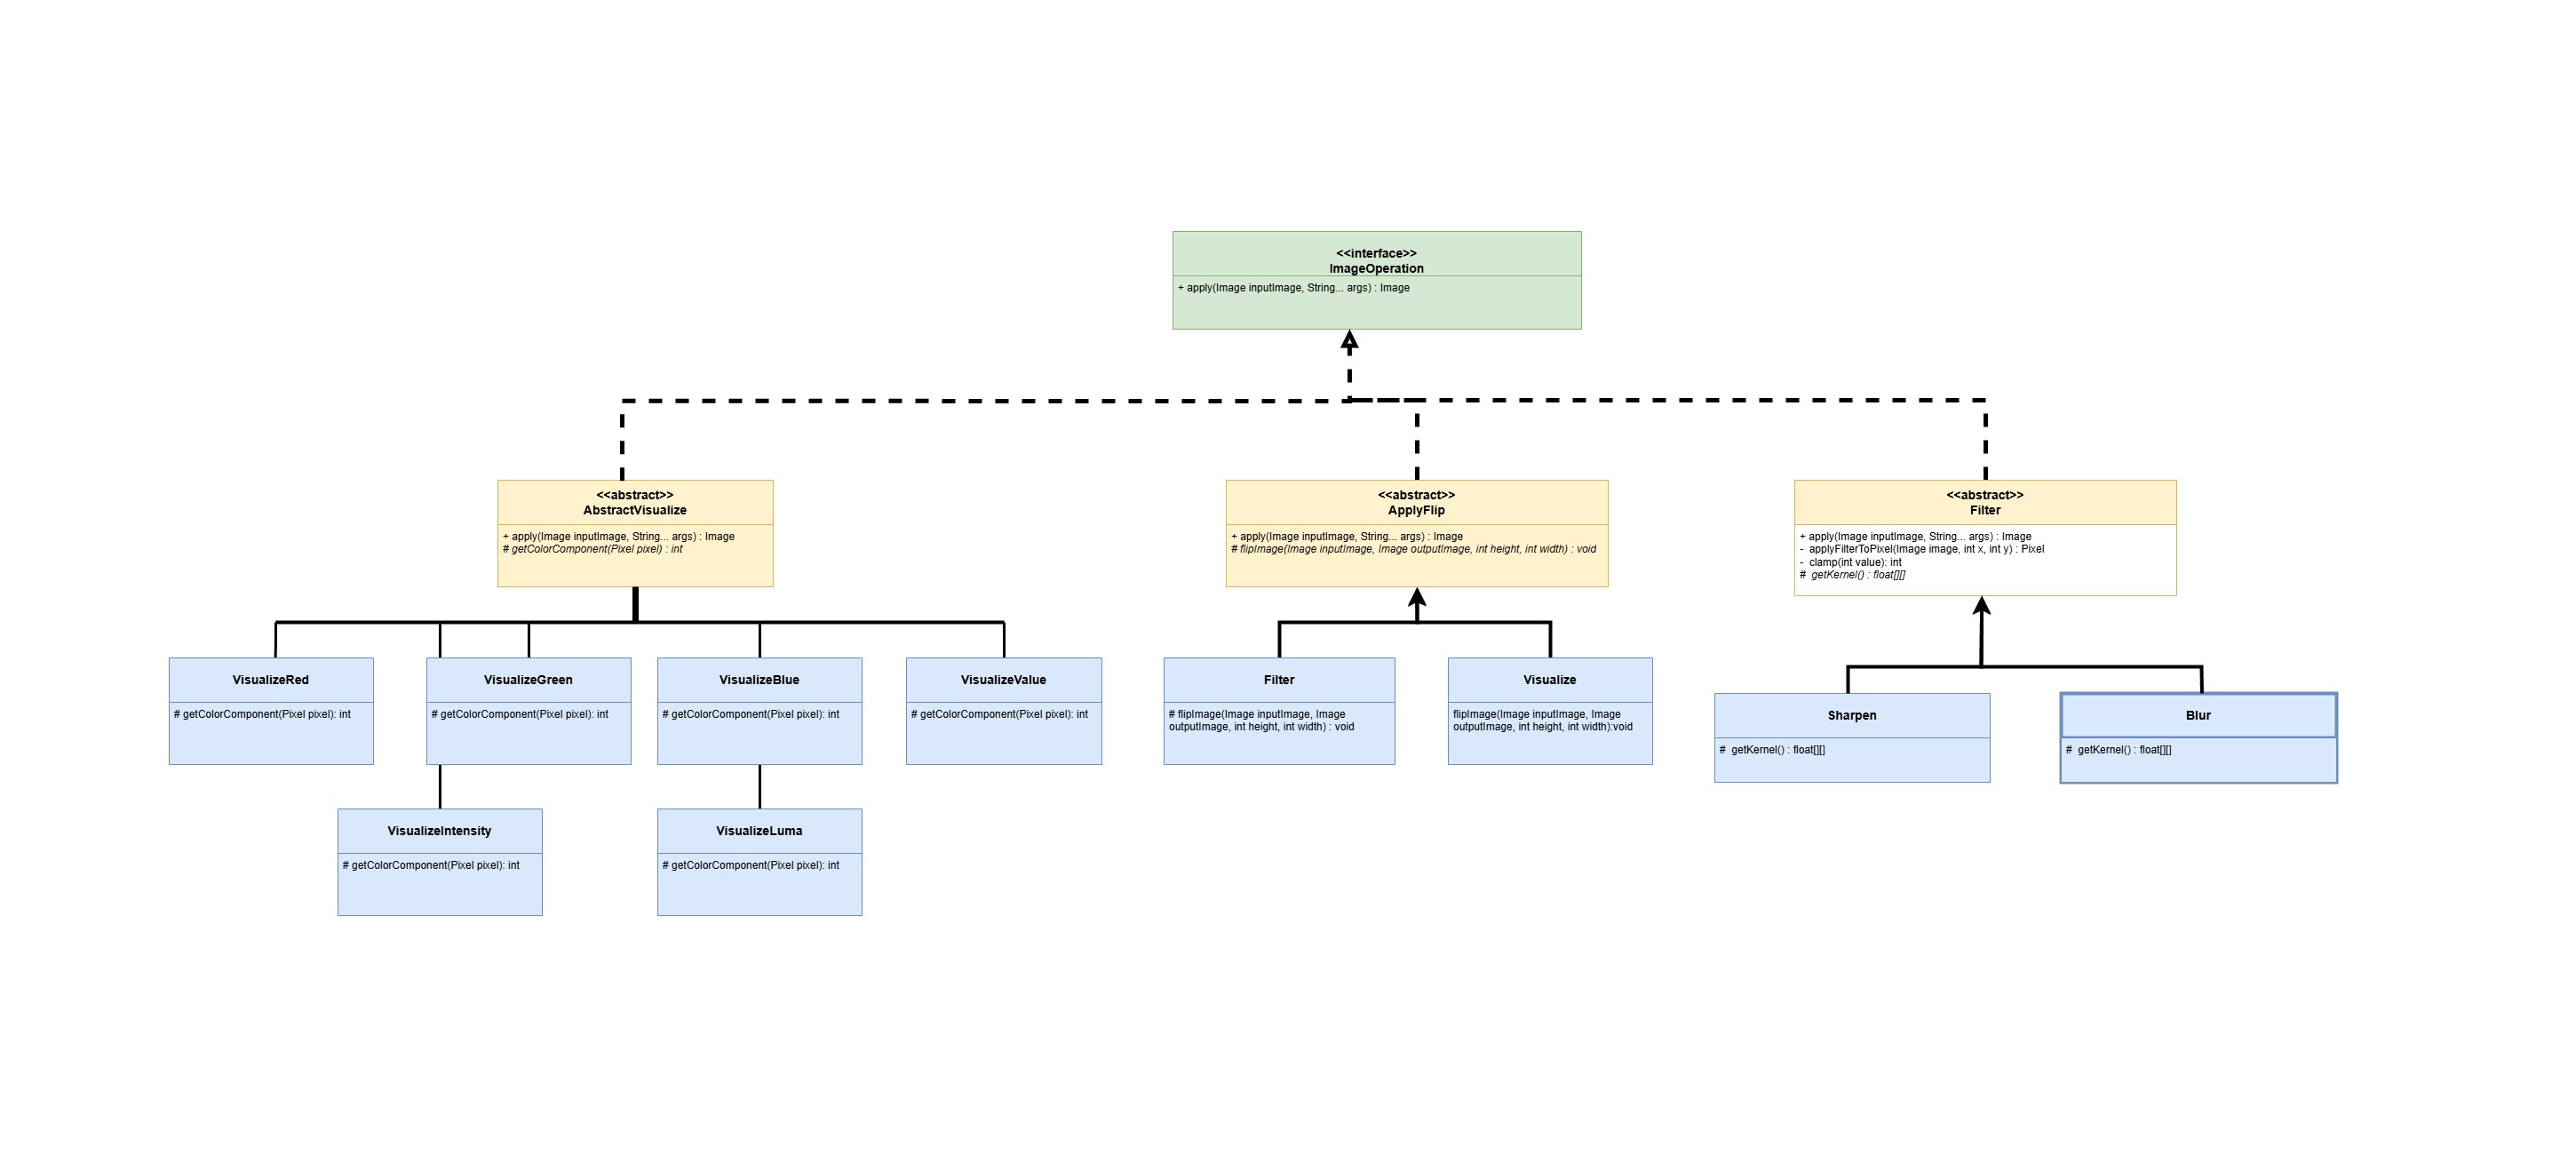 <<interface>>
ImageOperation
+ apply(Image inputImage, String... args) : Image
<<abstract>>
AbstractVisualize
+ apply(Image inputImage, String... args) : Image
# getColorComponent(Pixel pixel) : int
<<abstract>>
ApplyFlip
+ apply(Image inputImage, String... args) : Image
# flipImage(Image inputImage, Image outputImage, int height, int width) : void
<<abstract>>
Filter
+ apply(Image inputImage, String... args) : Image
- applyFilterToPixel(Image image, int x, int y) : Pixel
- clamp(int value): int
# getKernel() : float[][]
VisualizeRed
# getColorComponent(Pixel pixel): int
VisualizeGreen
# getColorComponent(Pixel pixel): int
VisualizeBlue
# getColorComponent(Pixel pixel): int
VisualizeValue
# getColorComponent(Pixel pixel): int
Filter
# flipImage(Image inputImage, Image
outputImage, int height, int width) : void
Visualize
flipImage(Image inputImage, Image
outputImage, int height, int width):void
Sharpen
# getKernel() : float[][]
Blur
# getKernel() : float[][]
VisualizeIntensity
# getColorComponent(Pixel pixel): int
VisualizeLuma
# getColorComponent(Pixel pixel): int